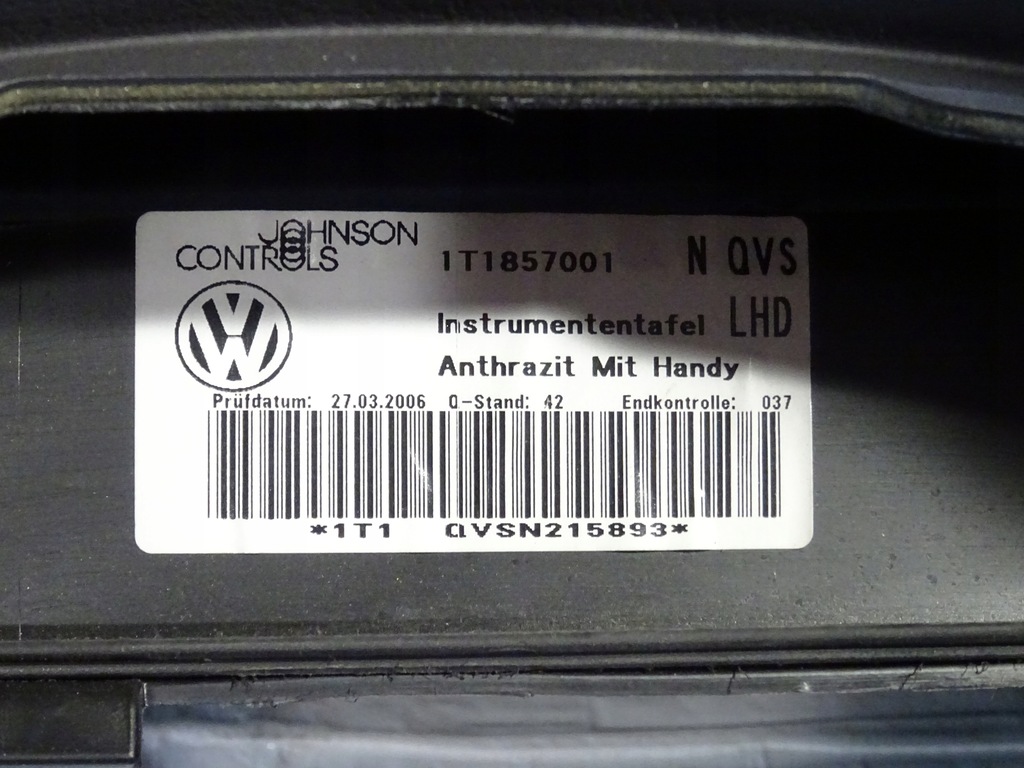 JOHNSON
CONTROLS
1T1857001 N QVS
Instrumententafel LHD
Anthrazit Mit Handy
Prüfdatum: 27.03.2006 Q-Stand: 42 Endkontrolle: 037
*1T1 QVSN215893*